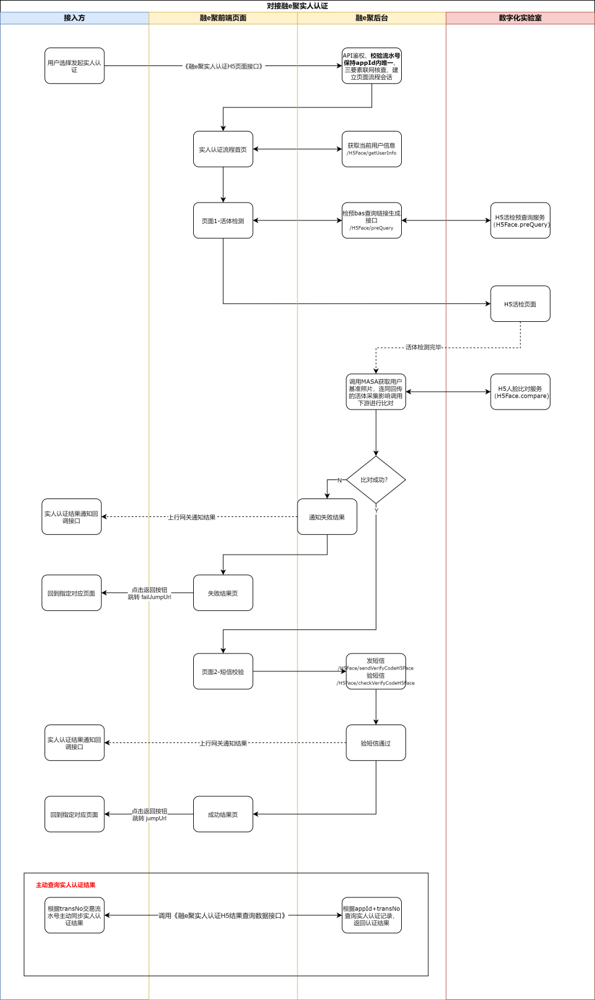 对接融e聚实人认证
接入方
融e聚前端页面
融e聚后台
数字化实验室
用户选择发起实人认
证
《融e聚实人认证H5页面接口》
API鉴权、校验流水号
保持appId内唯一、
三要素联网核查、建
立页面流程会话
实人认证流程首页
获取当前用户信息
/H5Face/getUserInfo
页面1-活体检测
检预bas查询链接生成
接口
/H5Face/preQuery
H5活检预查询服务
（H5Face.preQuery）
H5活检页面
活体检测完毕
调用MASA获取用户
基准照片，连同回传
的活体采集影响调用
下游进行比对
H5人脸比对服务
（H5Face.compare）
比对成功?
N
Y
实人认证结果通知回
调接口
上行网关通知结果
通知失败结果
回到指定对应页面
点击返回按钮
跳转 failJumpUrl
失败结果页
页面2-短信校验
发短信
/H5Face/sendVerifyCodeH5Face
验短信
/H5Face/checkVerifyCodeH5Face
实人认证结果通知回
调接口
上行网关通知结果
验短信通过
回到指定对应页面
点击返回按钮
跳转 jumpUrl
成功结果页
主动查询实人认证结果
根据transNo交易流
水号主动同步实人认
证结果
调用《融e聚实人认证H5结果查询数据接口》
根据appId+transNo
查询实人认证记录，
返回认证结果